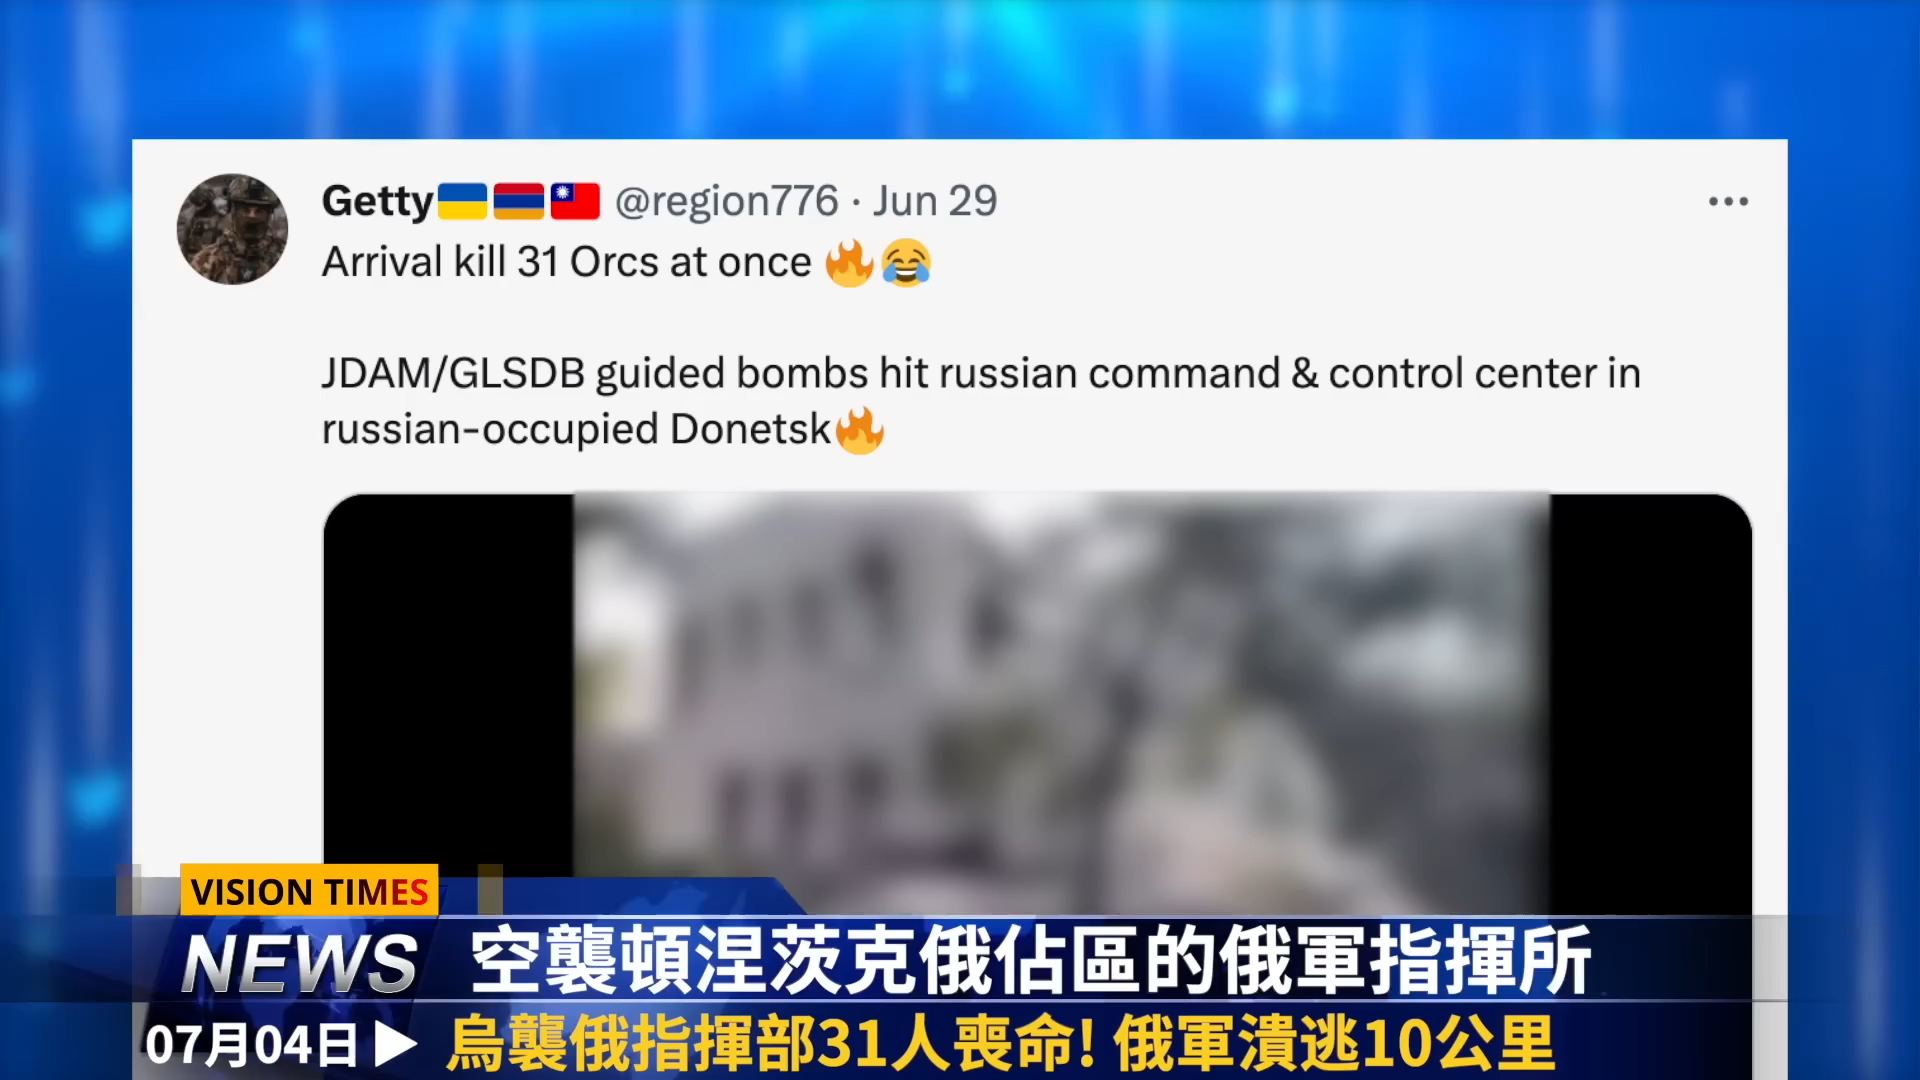 Getty🇺🇦🇦🇲🇹🇼 @region776 · Jun 29
Arrival kill 31 Orcs at once 🔥😂
JDAM/GLSDB guided bombs hit russian command & control center in
russian-occupied Donetsk🔥
VISION TIMES
NEWS 空襲頓涅茨克俄佔區的俄軍指揮所
07月04日 ▶ 烏襲俄指揮部31人喪命! 俄軍潰逃10公里